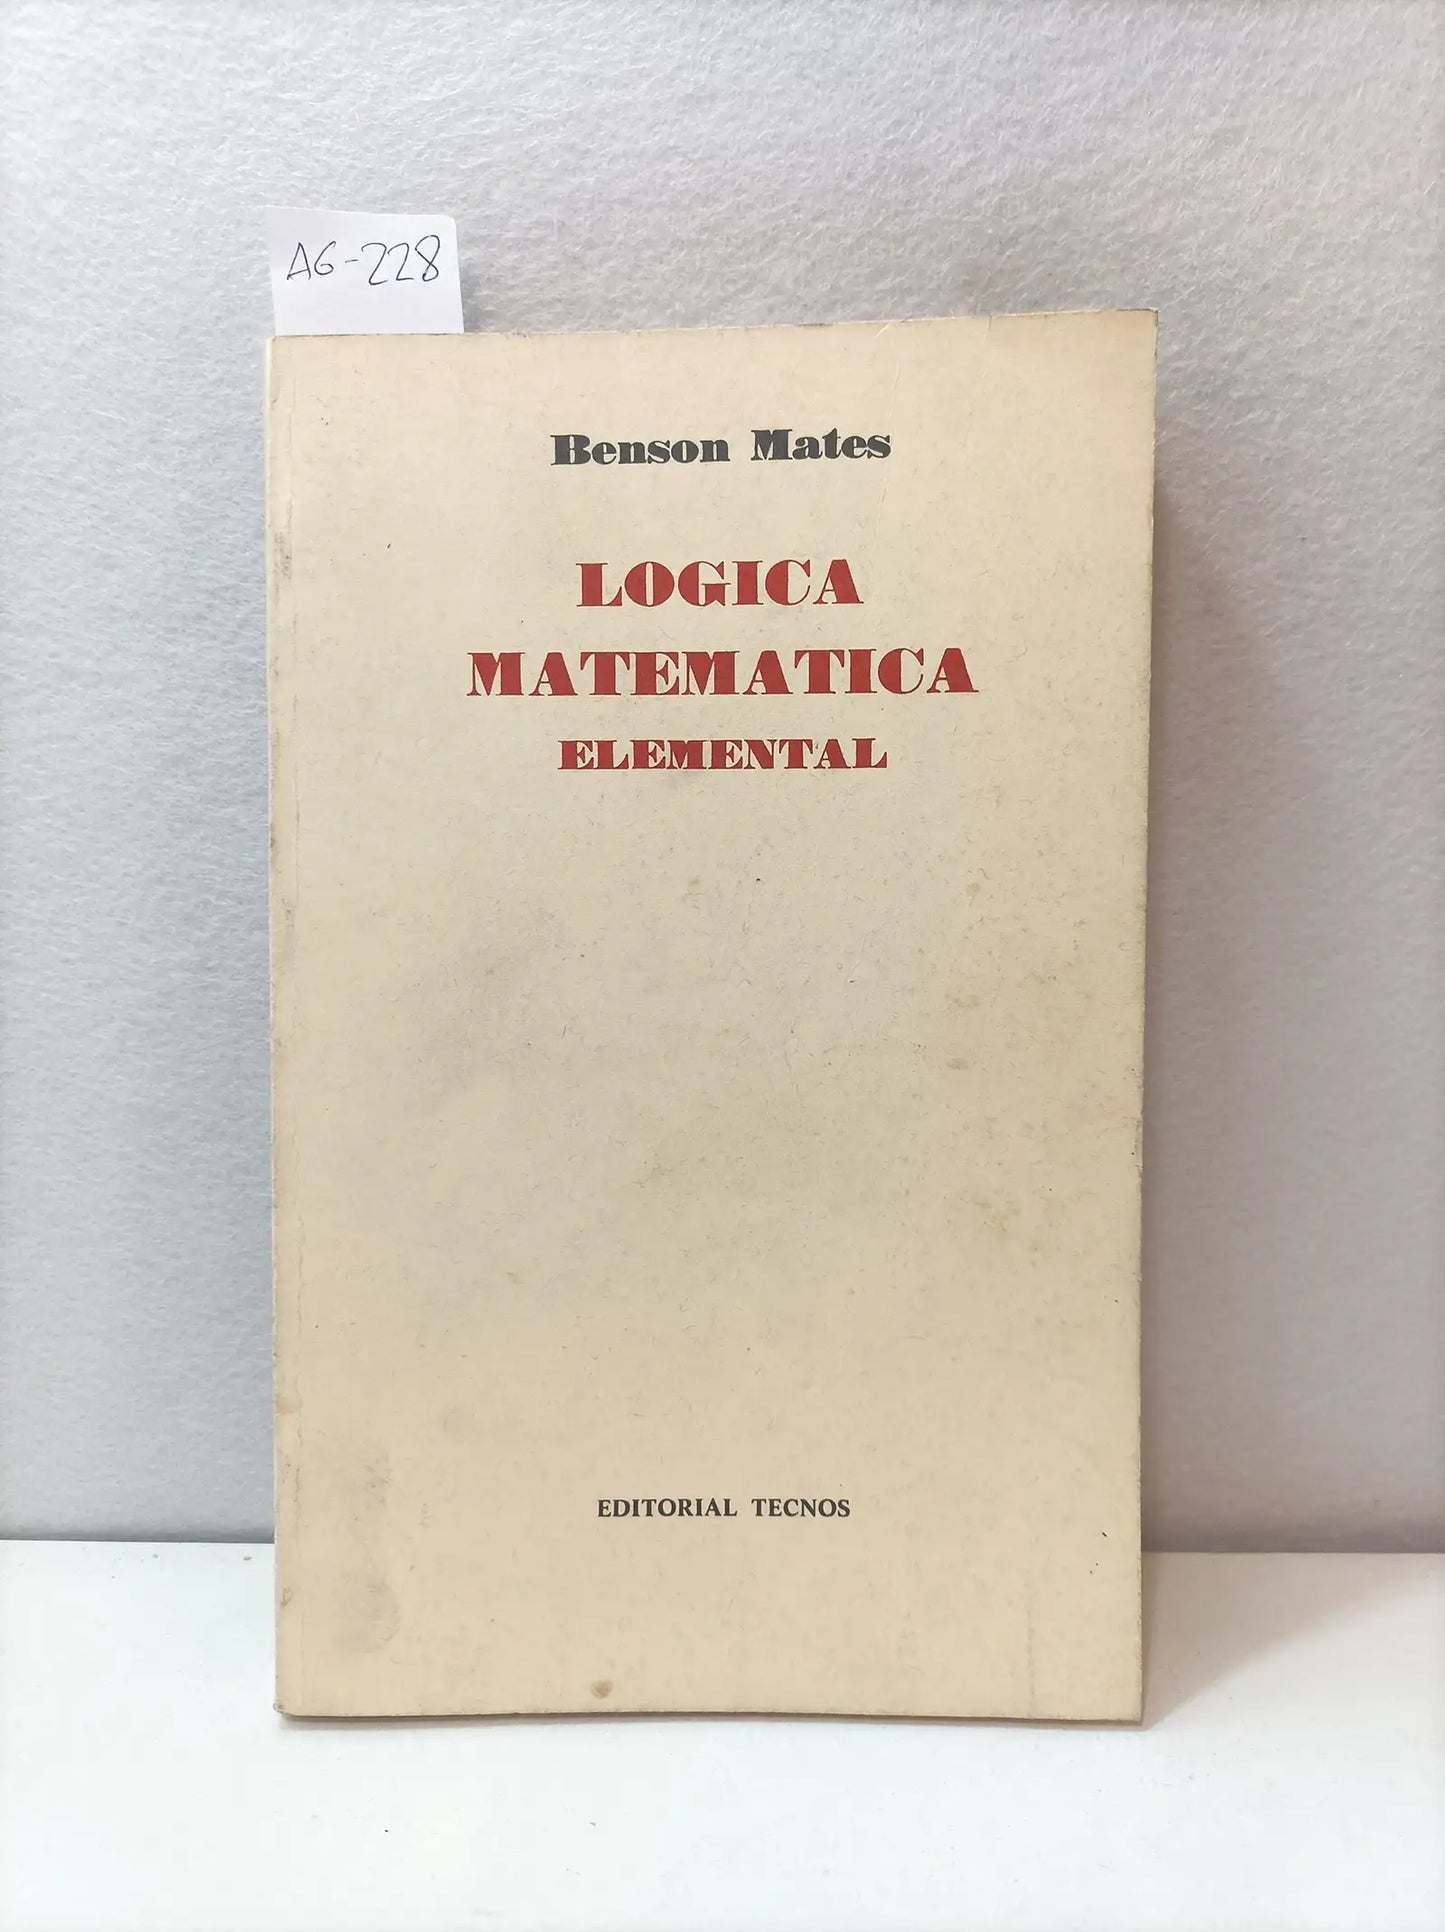 AG-228
Benson Mates
LOGICA
MATEMATICA
ELEMENTAL
EDITORIAL TECNOS